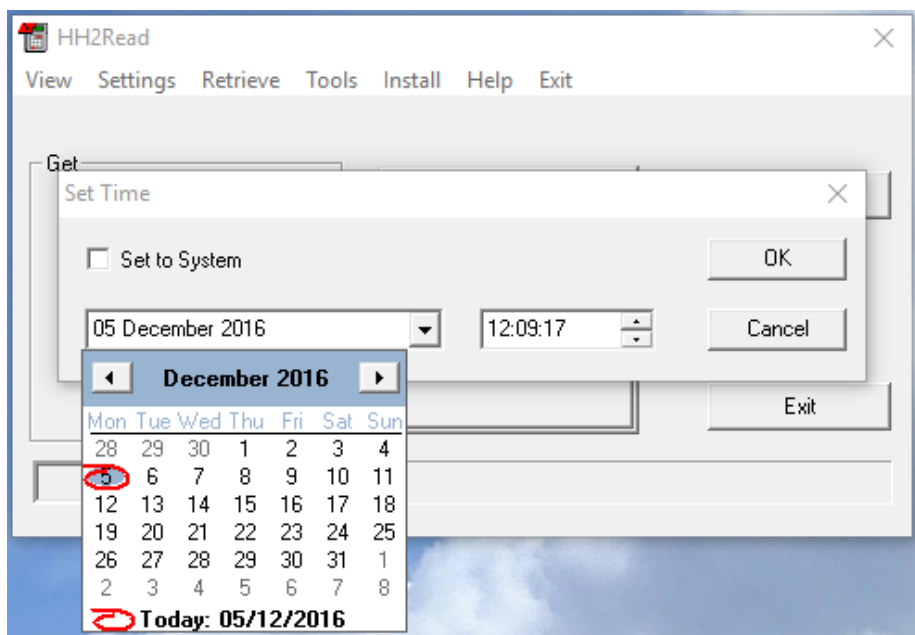 HH2Read
View Settings Retrieve Tools Install Help Exit
Get
Set Time
Set to System
OK
05 December 2016
12:09:17
Cancel
December 2016
Exit
Mon Tue Wed Thu Fri Sat Sun
28 29 30 1 2 3 4
5 6 7 8 9 10 11
12 13 14 15 16 17 18
19 20 21 22 23 24 25
26 27 28 29 30 31 1
2 3 4 5 6 7 8
Today: 05/12/2016